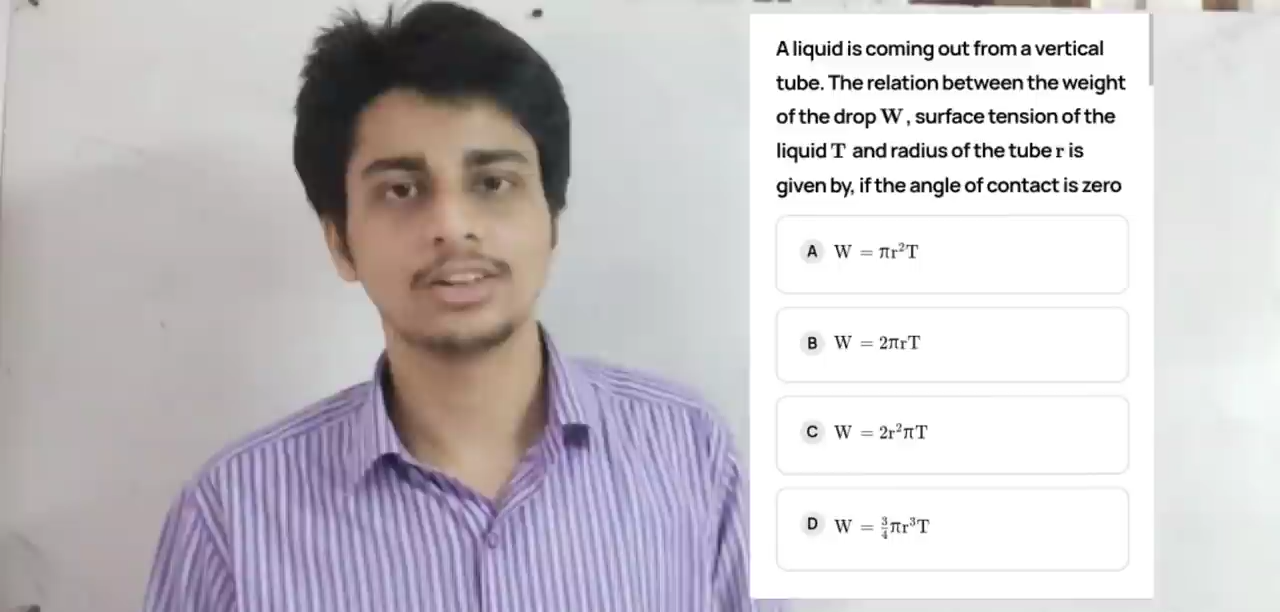 A liquid is coming out from a vertical
tube. The relation between the weight
of the drop W, surface tension of the
liquid T and radius of the tube r is
given by, if the angle of contact is zero
A W = πr²T
B W = 2πrT
C W = 2r²πT
D W = ¾πr³T